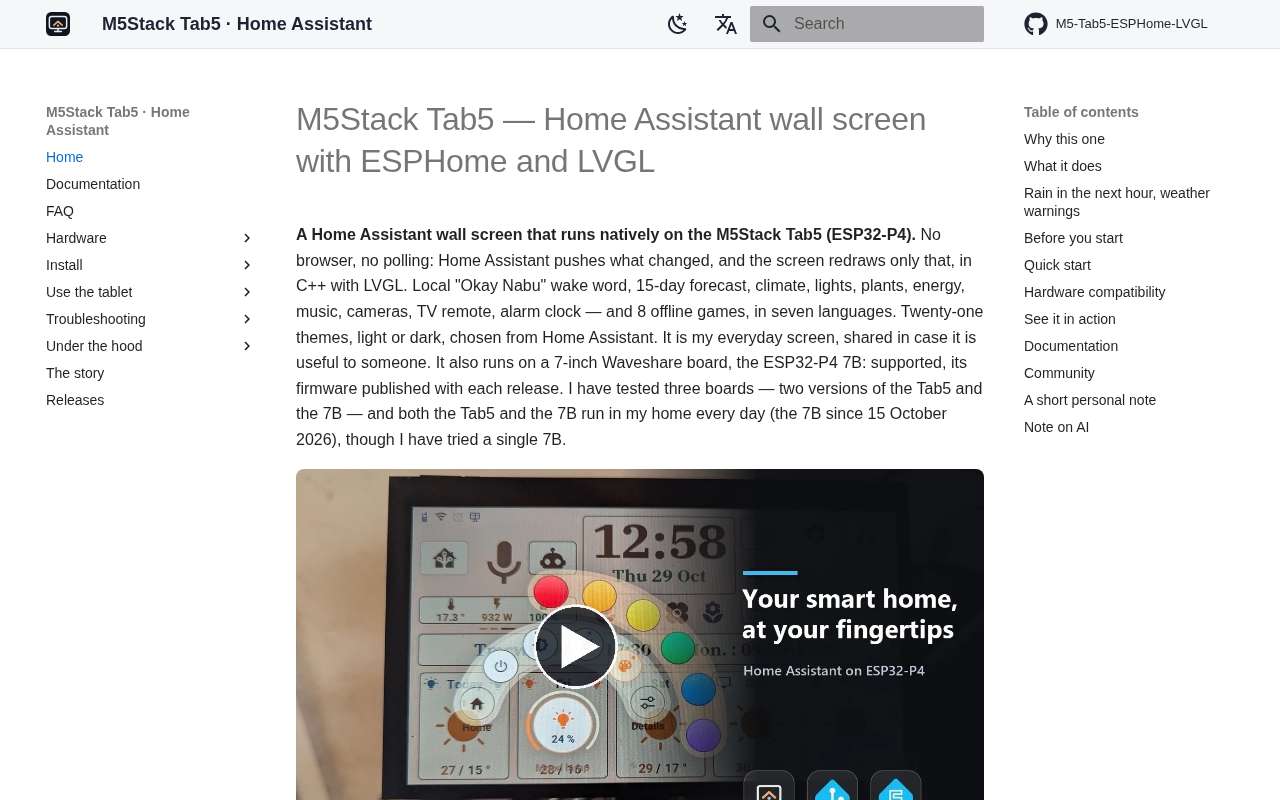 M5Stack Tab5 · Home Assistant
Search
M5-Tab5-ESPHome-LVGL
M5Stack Tab5 · Home
Assistant
Home
Documentation
FAQ
Hardware
Install
Use the tablet
Troubleshooting
Under the hood
The story
Releases
M5Stack Tab5 — Home Assistant wall screen
with ESPHome and LVGL
A Home Assistant wall screen that runs natively on the M5Stack Tab5 (ESP32-P4). No
browser, no polling: Home Assistant pushes what changed, and the screen redraws only that, in
C++ with LVGL. Local "Okay Nabu" wake word, 15-day forecast, climate, lights, plants, energy,
music, cameras, TV remote, alarm clock — and 8 offline games, in seven languages. Twenty-one
themes, light or dark, chosen from Home Assistant. It is my everyday screen, shared in case it is
useful to someone. It also runs on a 7-inch Waveshare board, the ESP32-P4 7B: supported, its
firmware published with each release. I have tested three boards — two versions of the Tab5 and
the 7B — and both the Tab5 and the 7B run in my home every day (the 7B since 15 October
2026), though I have tried a single 7B.
12:58
Thu 29 Oct
17.3 °
932 W
Today
Sat
Home
24 %
Details
27 / 15 °
28 / 16 °
29 / 17 °
Your smart home,
at your fingertips
Home Assistant on ESP32-P4
Table of contents
Why this one
What it does
Rain in the next hour, weather
warnings
Before you start
Quick start
Hardware compatibility
See it in action
Documentation
Community
A short personal note
Note on AI